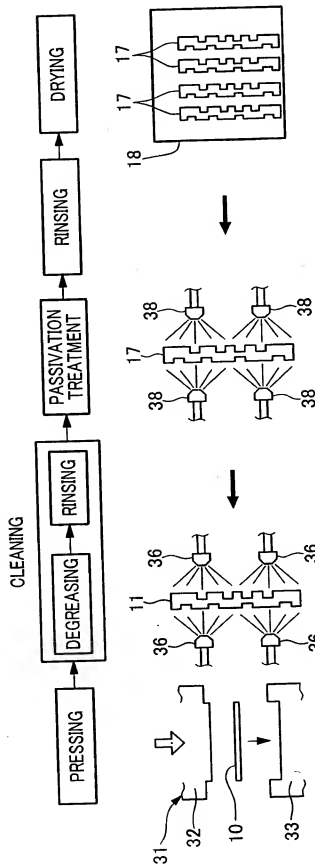 PRESSING
CLEANING
DEGREASING
RINSING
PASSIVATION
TREATMENT
RINSING
DRYING
31
32
10
33
36
36
11
36
36
38
38
17
38
38
17
17
18